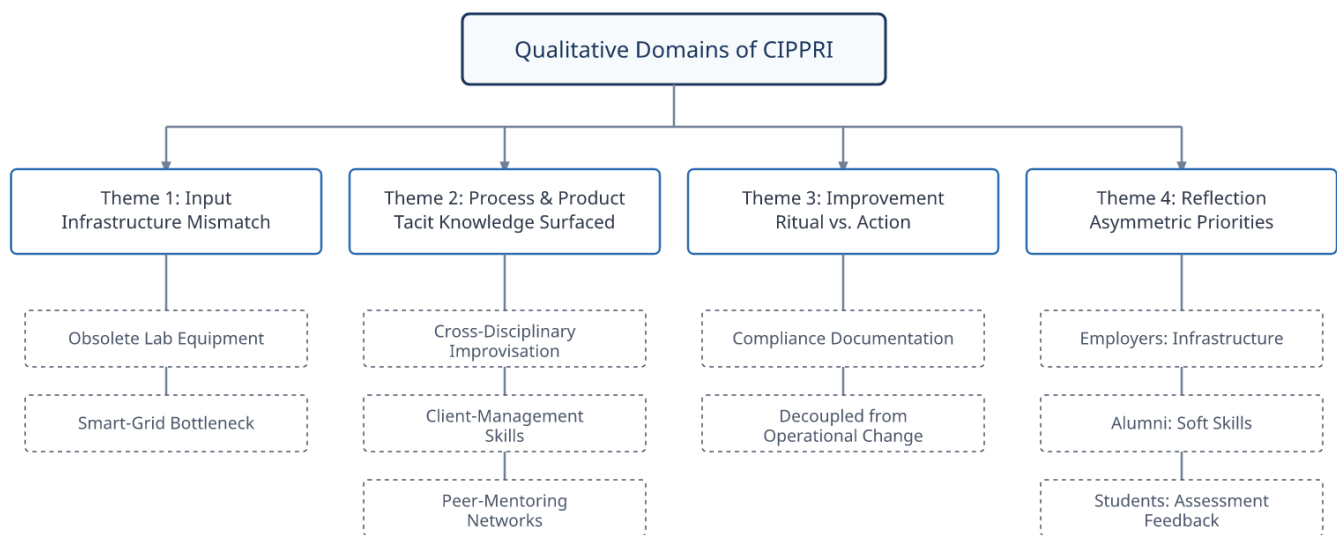 Qualitative Domains of CIPPRI
Theme 1: Input
Infrastructure Mismatch
Obsolete Lab Equipment
Smart-Grid Bottleneck
Theme 2: Process & Product
Tacit Knowledge Surfaced
Cross-Disciplinary
Improvisation
Client-Management
Skills
Peer-Mentoring
Networks
Theme 3: Improvement
Ritual vs. Action
Compliance Documentation
Decoupled from
Operational Change
Theme 4: Reflection
Asymmetric Priorities
Employers: Infrastructure
Alumni: Soft Skills
Students: Assessment
Feedback